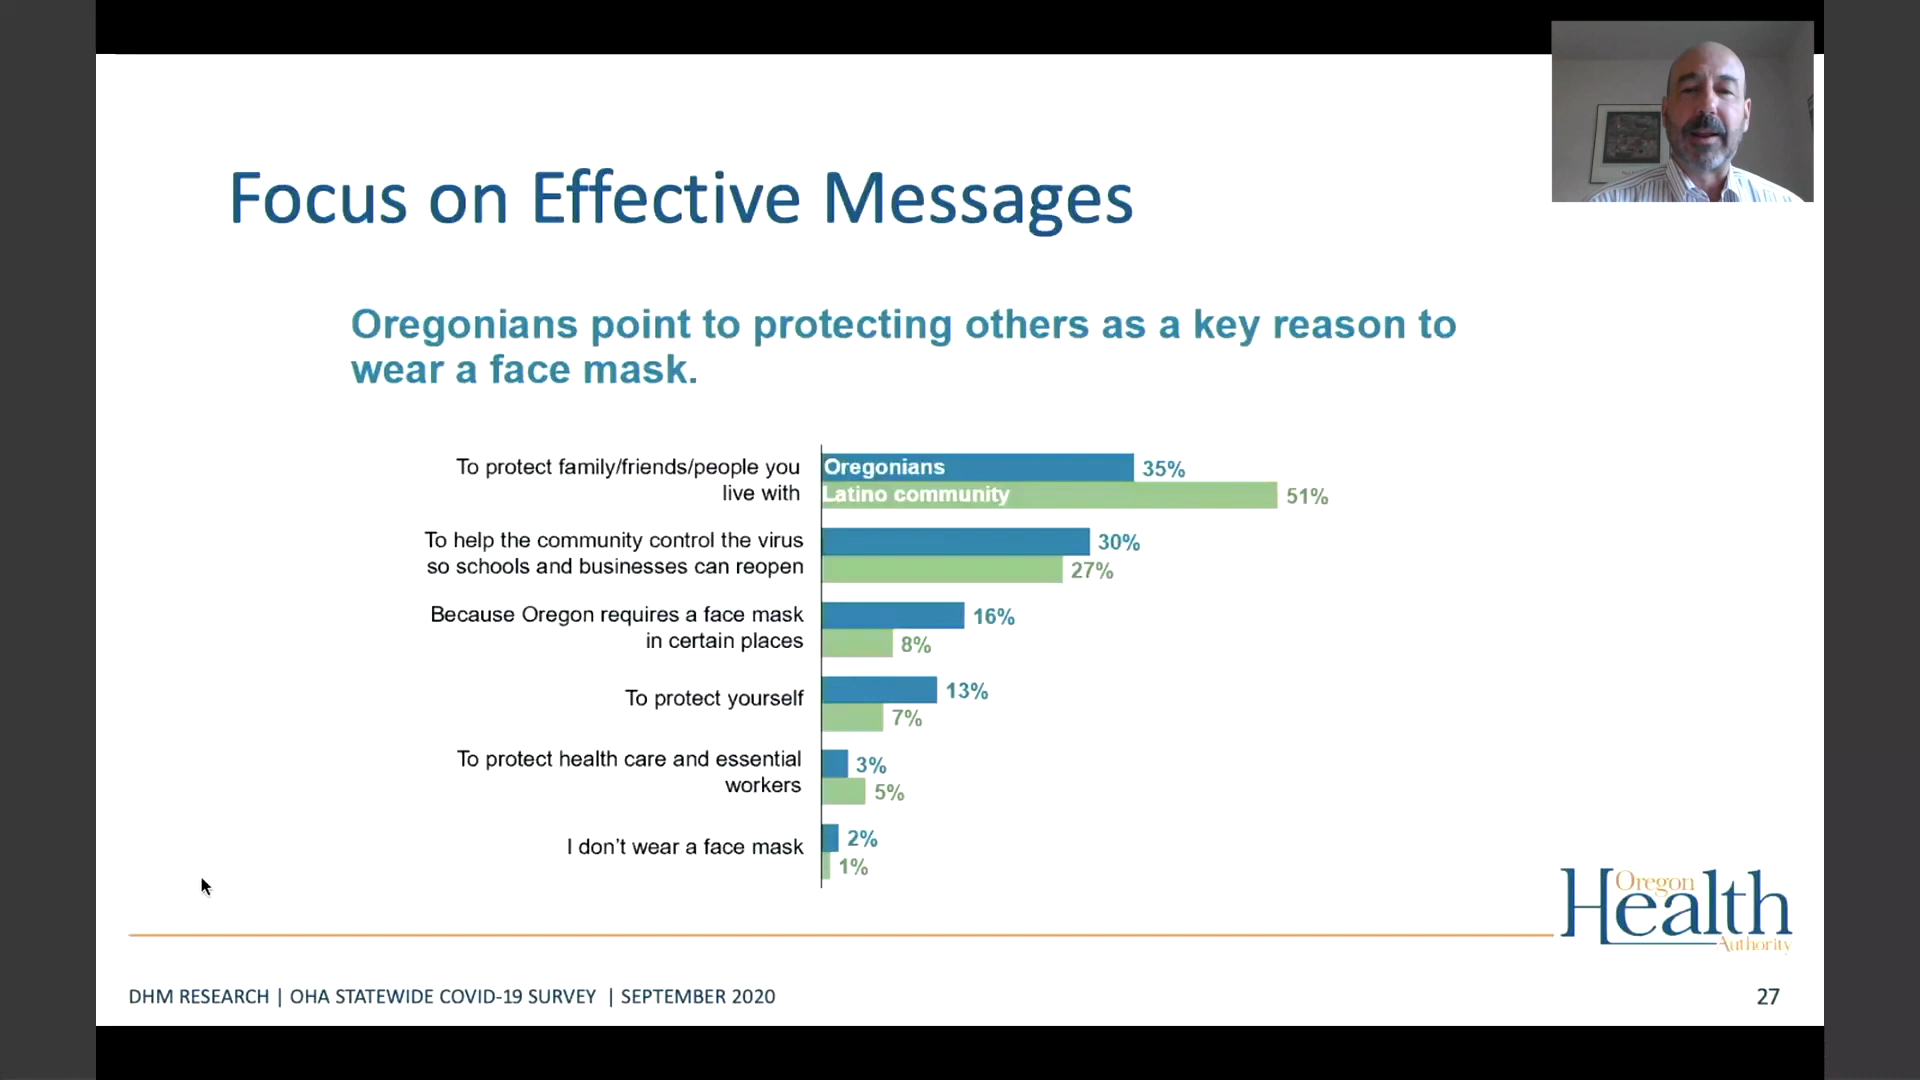 Focus on Effective Messages
Oregonians point to protecting others as a key reason to
wear a face mask.
To protect family/friends/people you
live with
Oregonians
35%
Latino community
51%
To help the community control the virus
so schools and businesses can reopen
30%
27%
Because Oregon requires a face mask
in certain places
16%
8%
To protect yourself
13%
7%
To protect health care and essential
workers
3%
5%
I don't wear a face mask
2%
1%
Oregon
Health
Authority
DHM RESEARCH | OHA STATEWIDE COVID-19 SURVEY | SEPTEMBER 2020
27